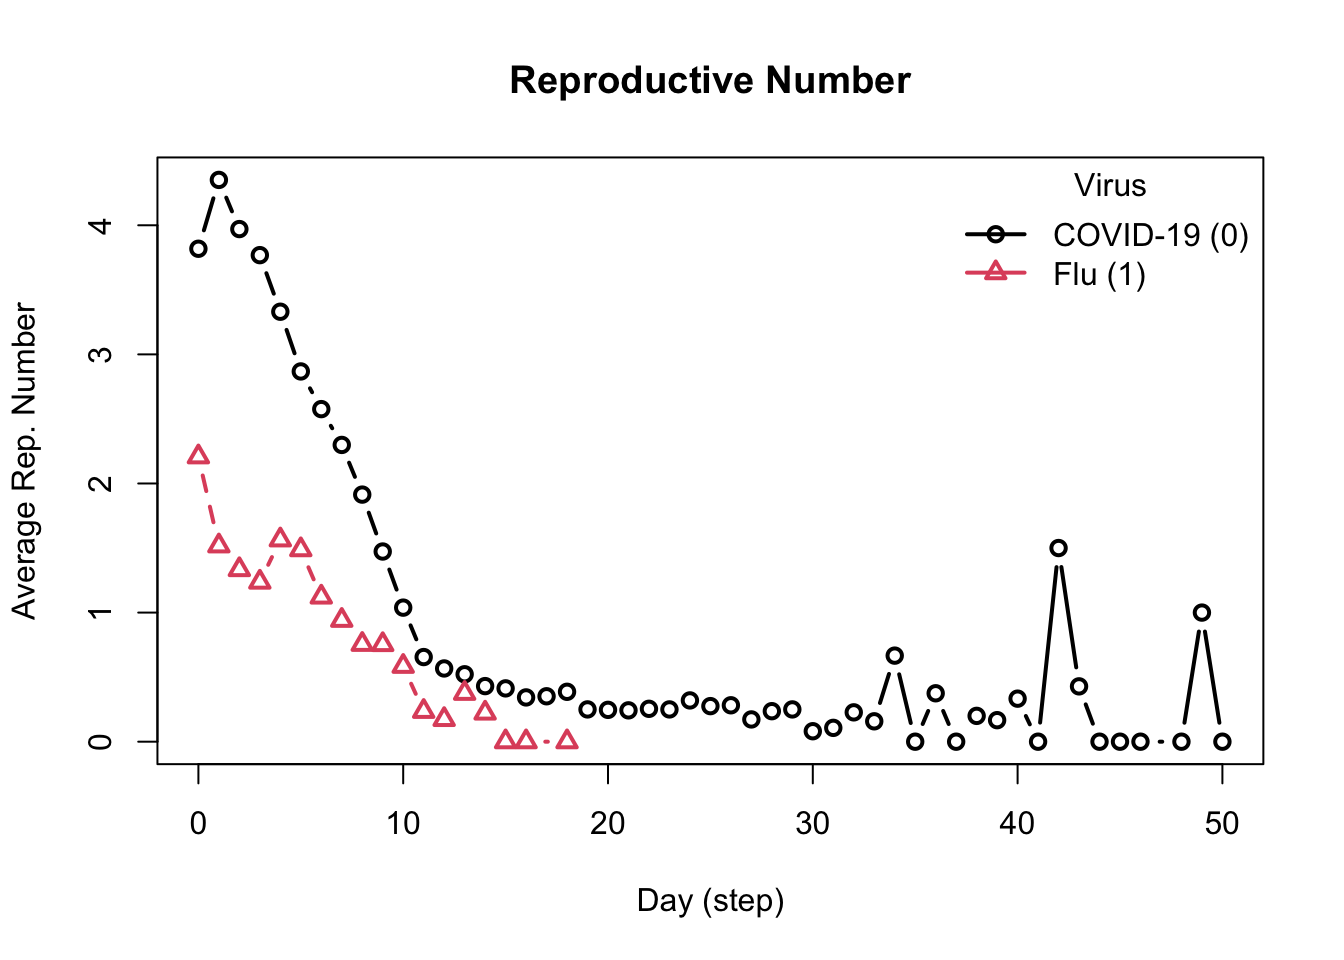 Reproductive Number
Virus
COVID-19 (0)
Flu (1)
Average Rep. Number
4
3
2
1
0
0 10 20 30 40 50
Day (step)